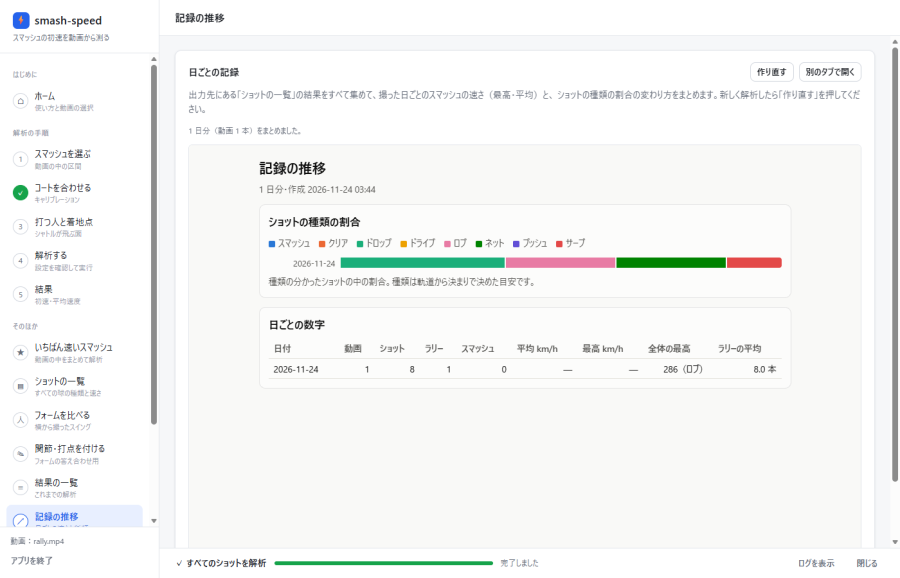 smash-speed
スマッシュの初速を動画から測る
はじめに
ホーム
使い方と動画の選択
解析の手順
1 スマッシュを選ぶ
動画の中の区間
コートを合わせる
キャリブレーション
3 打つ人と着地点
シャトルが飛ぶ面
4 解析する
設定を確認して実行
5 結果
初速・平均速度
そのほか
いちばん速いスマッシュ
動画の中をまとめて解析
ショットの一覧
すべての球の種類と速さ
フォームを比べる
横から撮ったスイング
関節・打点を付ける
フォームの答え合わせ用
結果の一覧
これまでの解析
記録の推移
動画：rally.mp4
アプリを終了
記録の推移
日ごとの記録
作り直す 別のタブで開く
出力先にある「ショットの一覧」の結果をすべて集めて、撮った日ごとのスマッシュの速さ（最高・平均）と、ショットの種類の割合の変わり方をまとめます。新しく解析したら「作り直す」を押してくだ
さい。
1 日分（動画 1 本）をまとめました。
記録の推移
1 日分・作成 2026-11-24 03:44
ショットの種類の割合
スマッシュ クリア ドロップ ドライブ ロブ ネット プッシュ サーブ
2026-11-24
種類の分かったショットの中の割合。種類は軌道から決まりで決めた目安です。
日ごとの数字
日付 動画 ショット ラリー スマッシュ 平均 km/h 最高 km/h 全体の最高 ラリーの平均
2026-11-24 1 8 1 0 — — 286（ロブ） 8.0 本
✓ すべてのショットを解析 完了しました ログを表示 閉じる